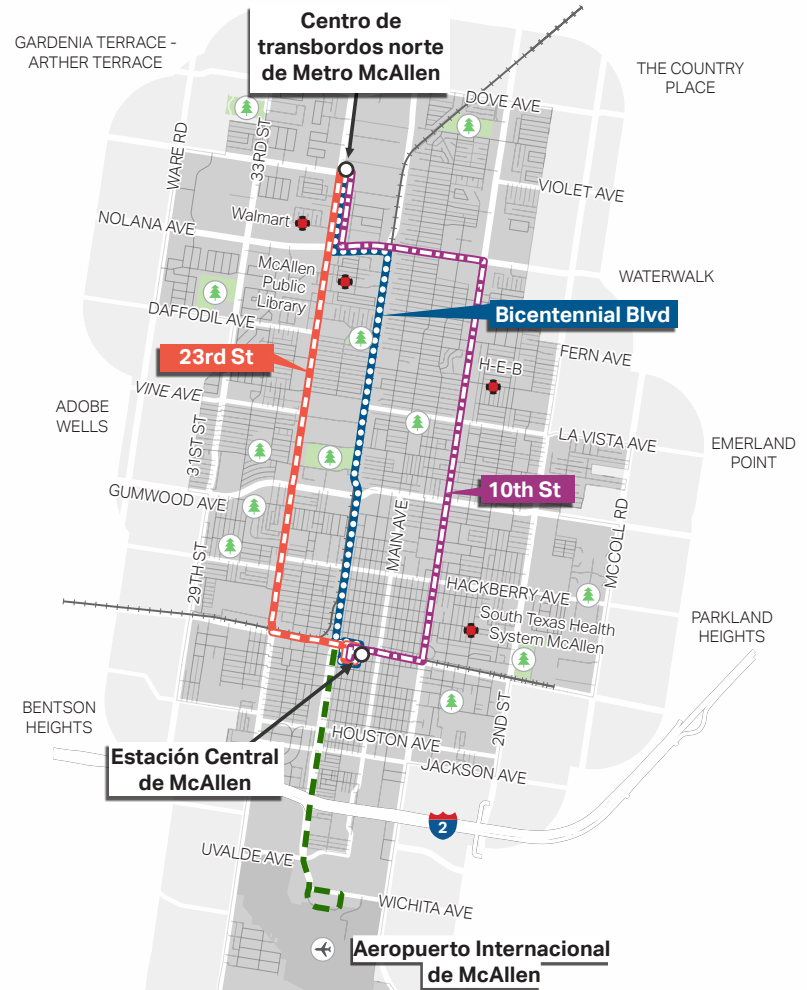 Centro de
transbordos norte
de Metro McAllen
GARDENIA TERRACE -
ARTHER TERRACE
THE COUNTRY
PLACE
DOVE AVE
33RD ST
WARE RD
VIOLET AVE
NOLANA AVE
Walmart
McAllen
Public
Library
WATERWALK
DAFFODIL AVE
Bicentennial Blvd
23rd St
FERN AVE
H-E-B
VINE AVE
ADOBE
WELLS
31ST ST
LA VISTA AVE
EMERLAND
POINT
10th St
GUMWOOD AVE
MAIN AVE
MCCOLL RD
29TH ST
HACKBERRY AVE
South Texas Health
System McAllen
PARKLAND
HEIGHTS
BENTSON
HEIGHTS
2ND ST
HOUSTON AVE
Estación Central
de McAllen
JACKSON AVE
2
UVALDE AVE
WICHITA AVE
Aeropuerto Internacional
de McAllen